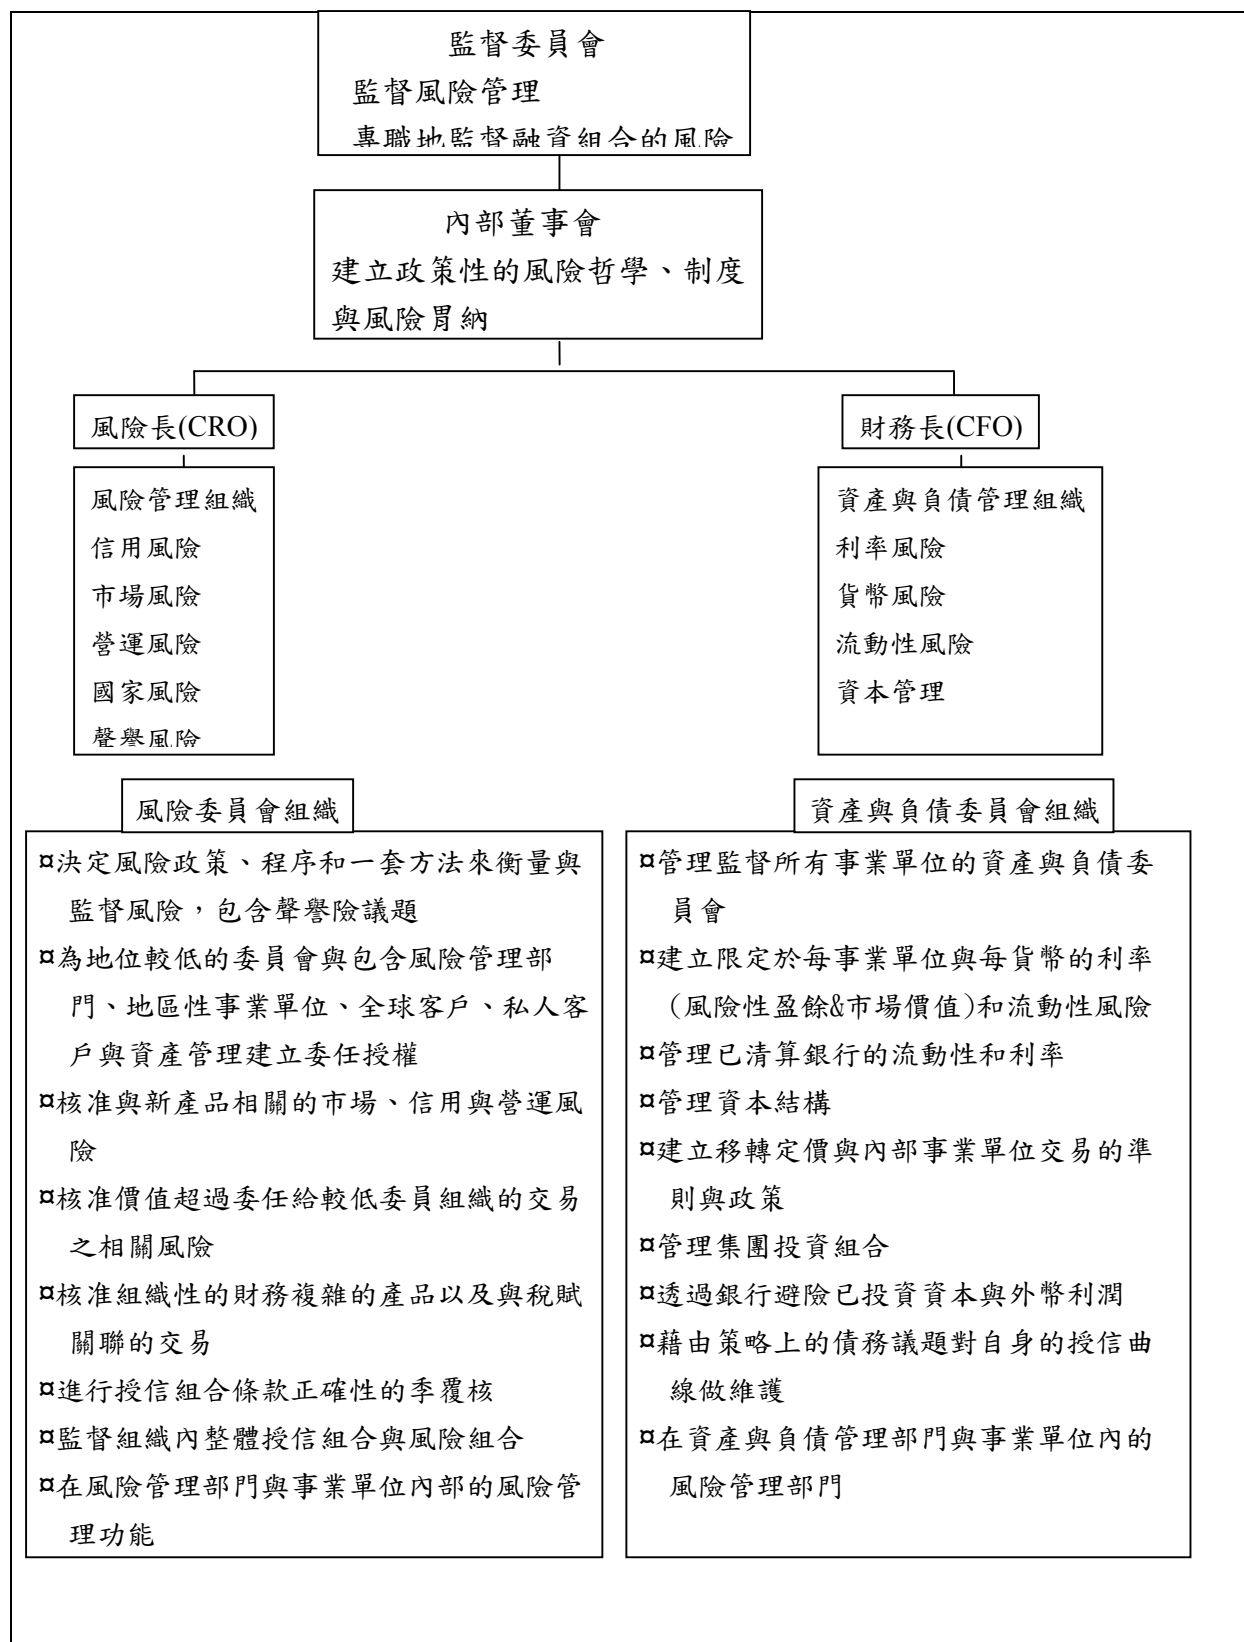 監督委員會
監督風險管理
專職地監督融資組合的風險
內部董事會
建立政策性的風險哲學、制度
與風險胃納
風險長(CRO)
風險管理組織
信用風險
市場風險
營運風險
國家風險
聲譽風險
財務長(CFO)
資產與負債管理組織
利率風險
貨幣風險
流動性風險
資本管理
風險委員會組織
¤決定風險政策、程序和一套方法來衡量與
監督風險，包含聲譽險議題
¤為地位較低的委員會與包含風險管理部
門、地區性事業單位、全球客戶、私人客
戶與資產管理建立委任授權
¤核准與新產品相關的市場、信用與營運風
險
¤核准價值超過委任給較低委員組織的交易
之相關風險
¤核准組織性的財務複雜的產品以及與稅賦
關聯的交易
¤進行授信組合條款正確性的季覆核
¤監督組織內整體授信組合與風險組合
¤在風險管理部門與事業單位內部的風險管
理功能
資產與負債委員會組織
¤管理監督所有事業單位的資產與負債委
員會
¤建立限定於每事業單位與每貨幣的利率
(風險性盈餘&市場價值)和流動性風險
¤管理已清算銀行的流動性和利率
¤管理資本結構
¤建立移轉定價與內部事業單位交易的準
則與政策
¤管理集團投資組合
¤透過銀行避險已投資資本與外幣利潤
¤藉由策略上的債務議題對自身的授信曲
線做維護
¤在資產與負債管理部門與事業單位內的
風險管理部門